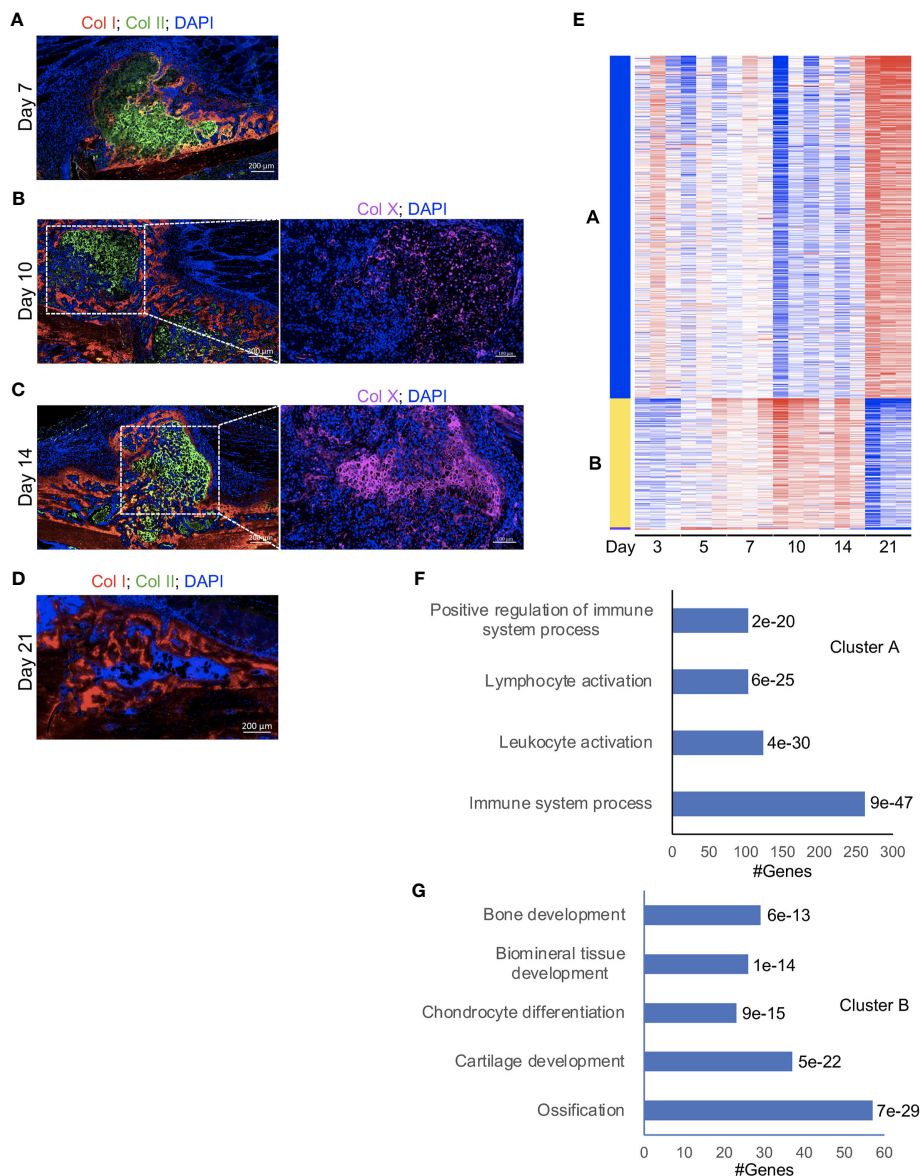 A
Col I; Col II; DAPI
Day 7
200 µm
B
Col X; DAPI
Day 10
200 µm
100 µm
C
Col X; DAPI
Day 14
200 µm
100 µm
D
Col I; Col II; DAPI
Day 21
200 µm
E
A
B
Day 3 5 7 10 14 21
F
Positive regulation of immune
system process
2e-20
Cluster A
Lymphocyte activation
6e-25
Leukocyte activation
4e-30
Immune system process
9e-47
0 50 100 150 200 250 300
#Genes
G
Bone development
6e-13
Biomineral tissue
development
1e-14
Chondrocyte differentiation
9e-15
Cluster B
Cartilage development
5e-22
Ossification
7e-29
0 10 20 30 40 50 60
#Genes